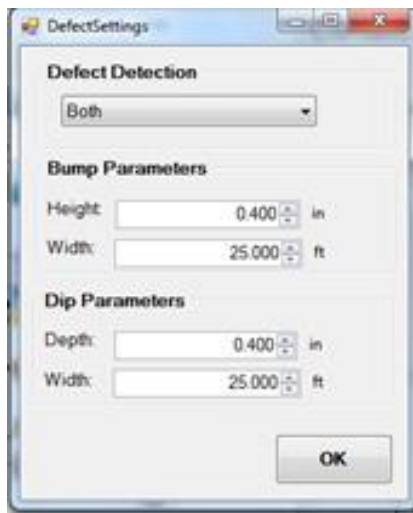 DefectSettings
Defect Detection
Both
Bump Parameters
Height: 0.400 in
Width: 25.000 ft
Dip Parameters
Depth: 0.400 in
Width: 25.000 ft
OK